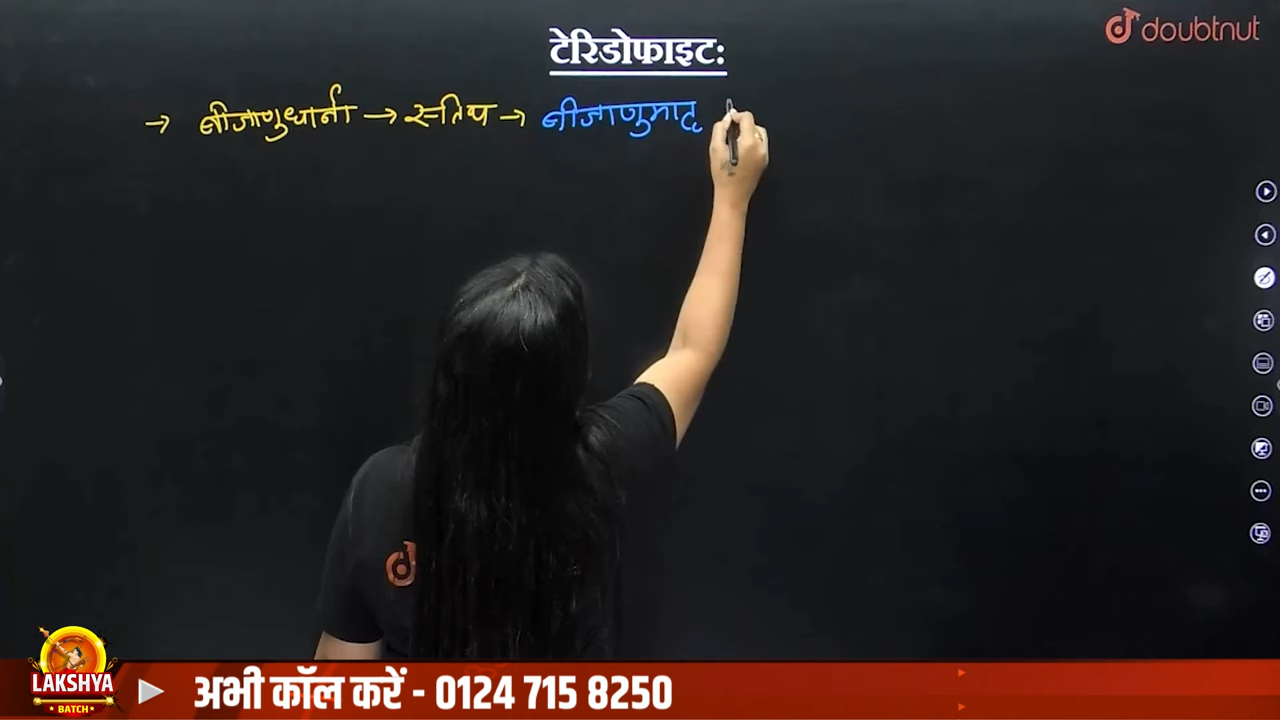 टेरिडोफाइटः
doubtnut
→ बीजाणुधानी → रूतिय → बीजाणुमातृ
LAKSHYA
BATCH
अभी कॉल करें - 0124 715 8250